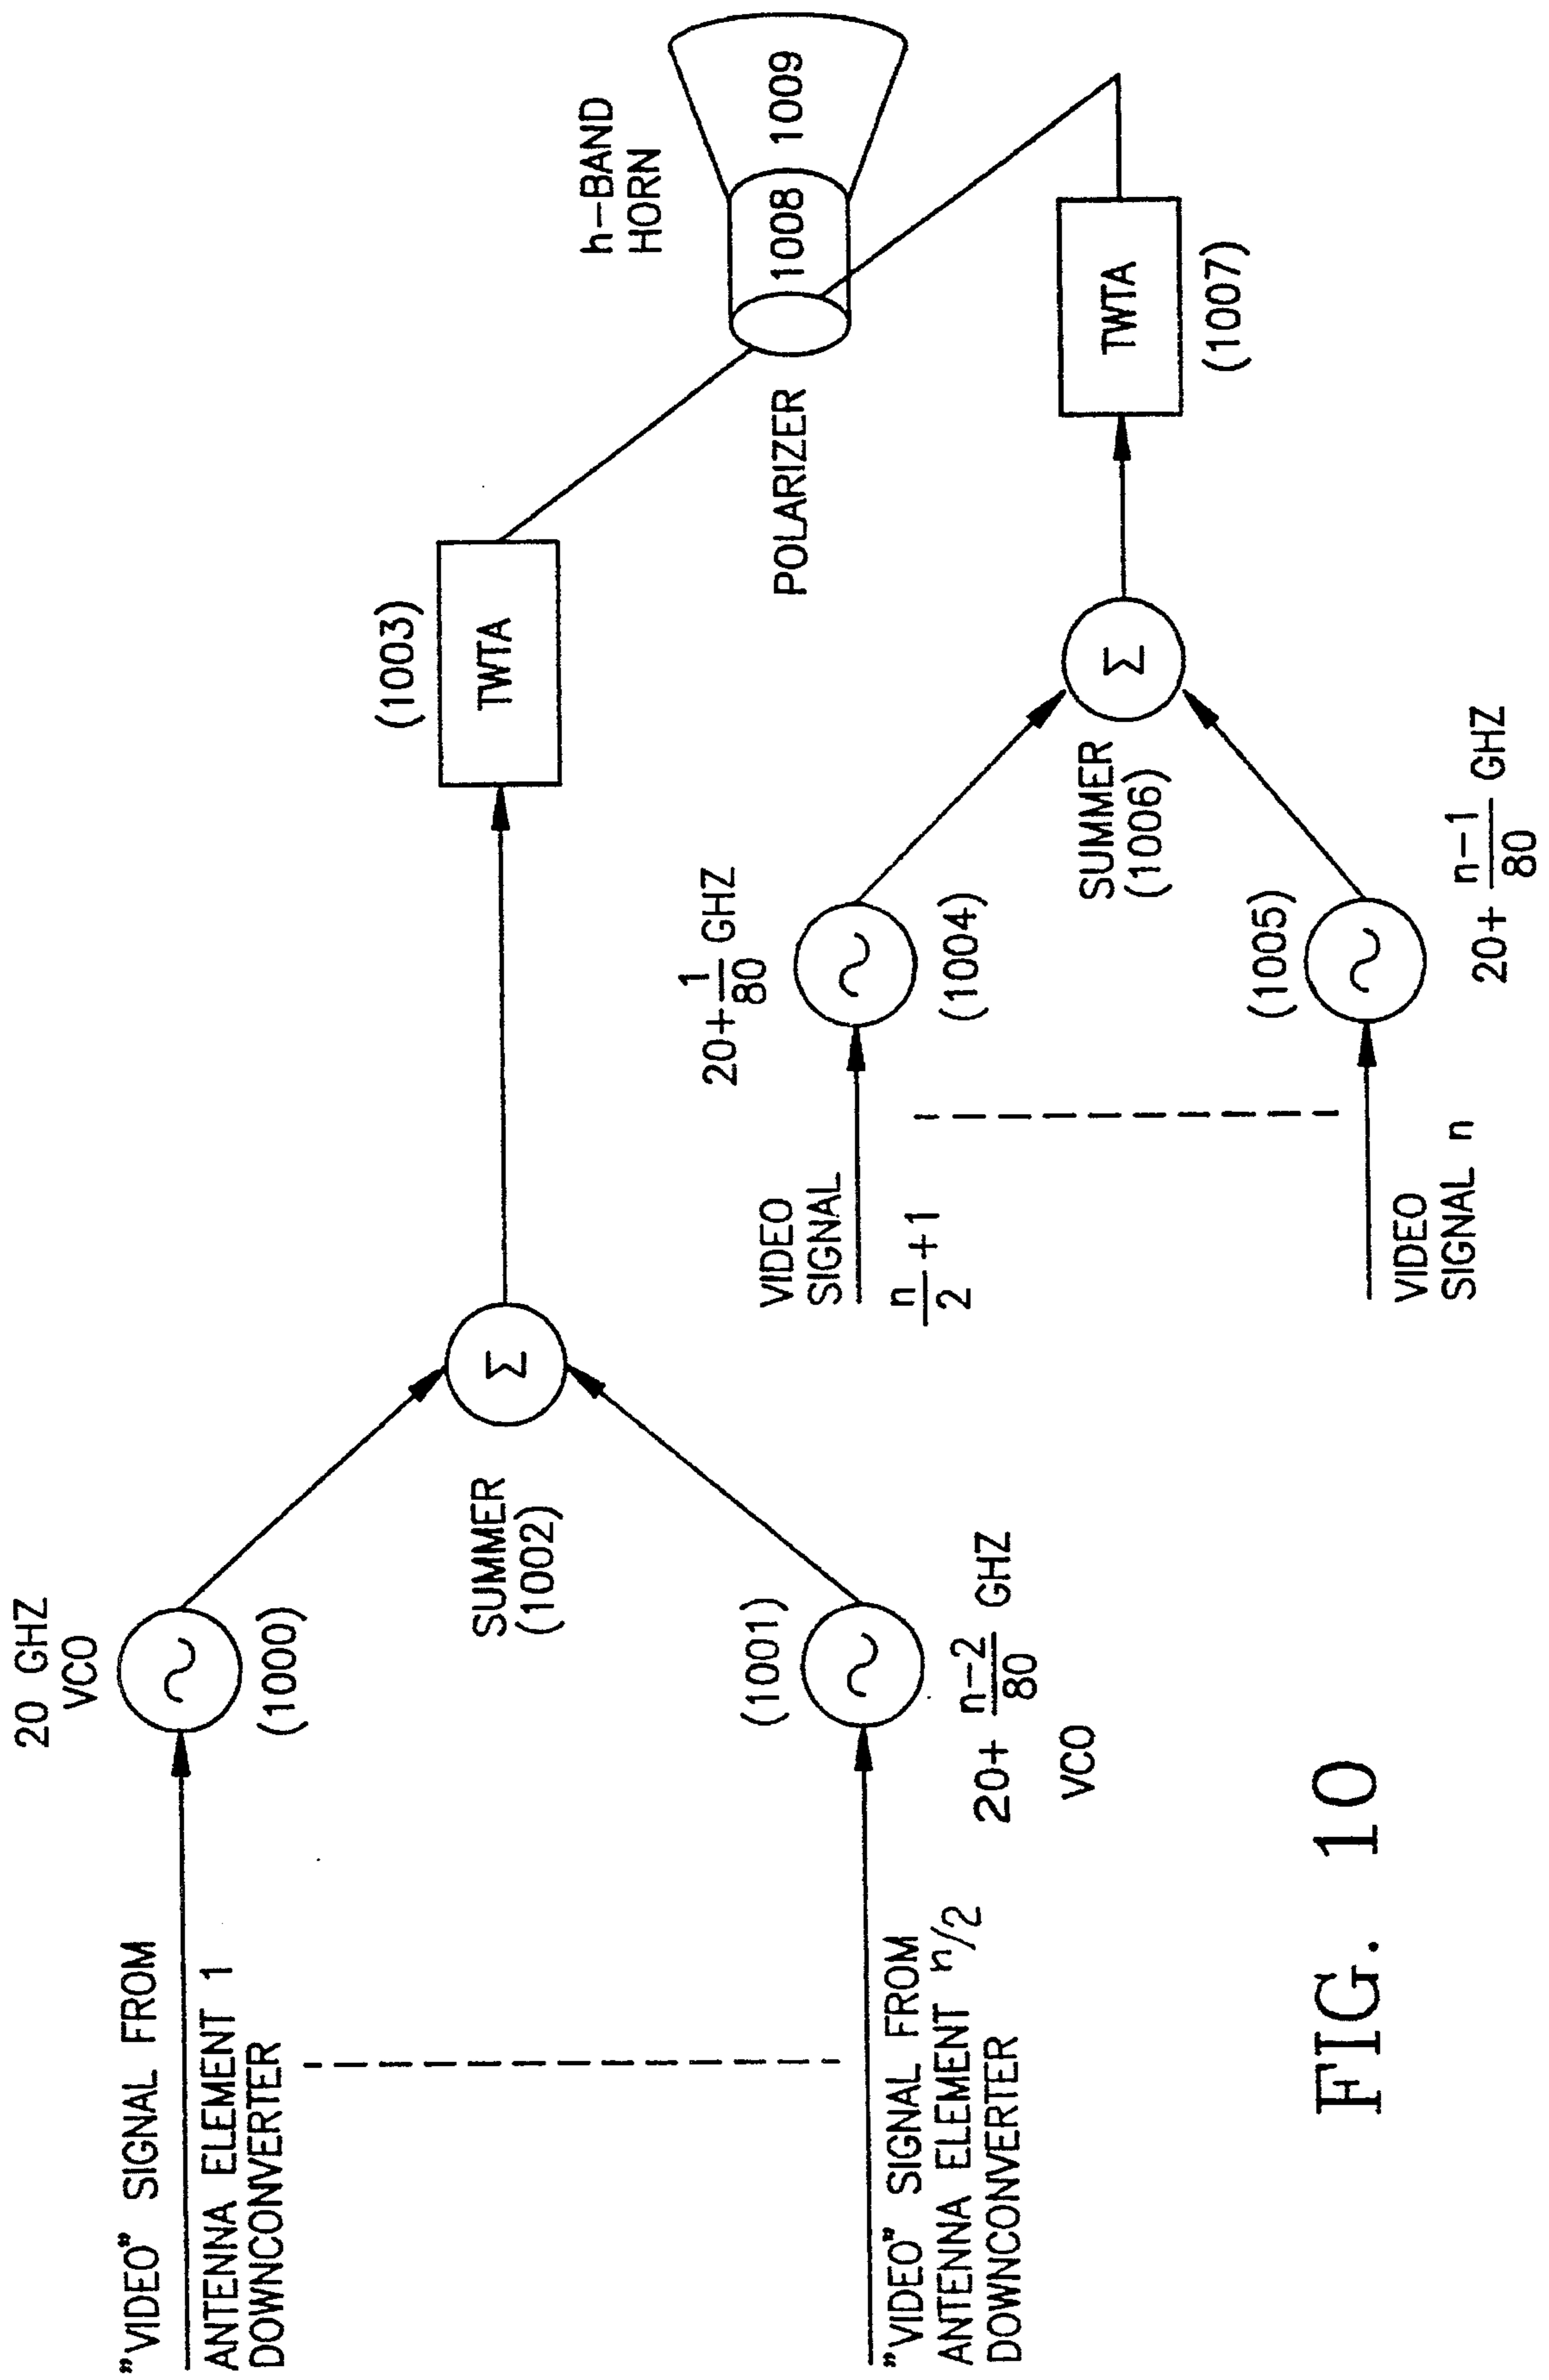 "VIDEO" SIGNAL FROM
ANTENNA ELEMENT 1
DOWNCONVERTER
20 GHZ
VCO
(1000)
"VIDEO" SIGNAL FROM
ANTENNA ELEMENT n/2
DOWNCONVERTER
(1001)
20+ n-2/80 GHZ
VCO
SUMMER
(1002)
Σ
(1003)
TWTA
h-BAND
HORN
POLARIZER
1008
1009
VIDEO
SIGNAL
n/2 +1
20+ 1/80 GHZ
(1004)
VIDEO
SIGNAL n
(1005)
20+ n-1/80 GHZ
SUMMER
(1006)
Σ
TWTA
(1007)
FIG. 10